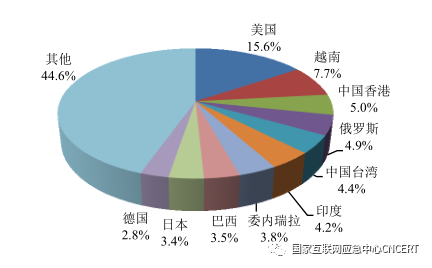 美国
15.6%
越南
7.7%
中国香港
5.0%
俄罗斯
4.9%
中国台湾
4.4%
印度
4.2%
委内瑞拉
3.8%
巴西
3.5%
日本
3.4%
德国
2.8%
其他
44.6%
国家互联网应急中心CNCERT